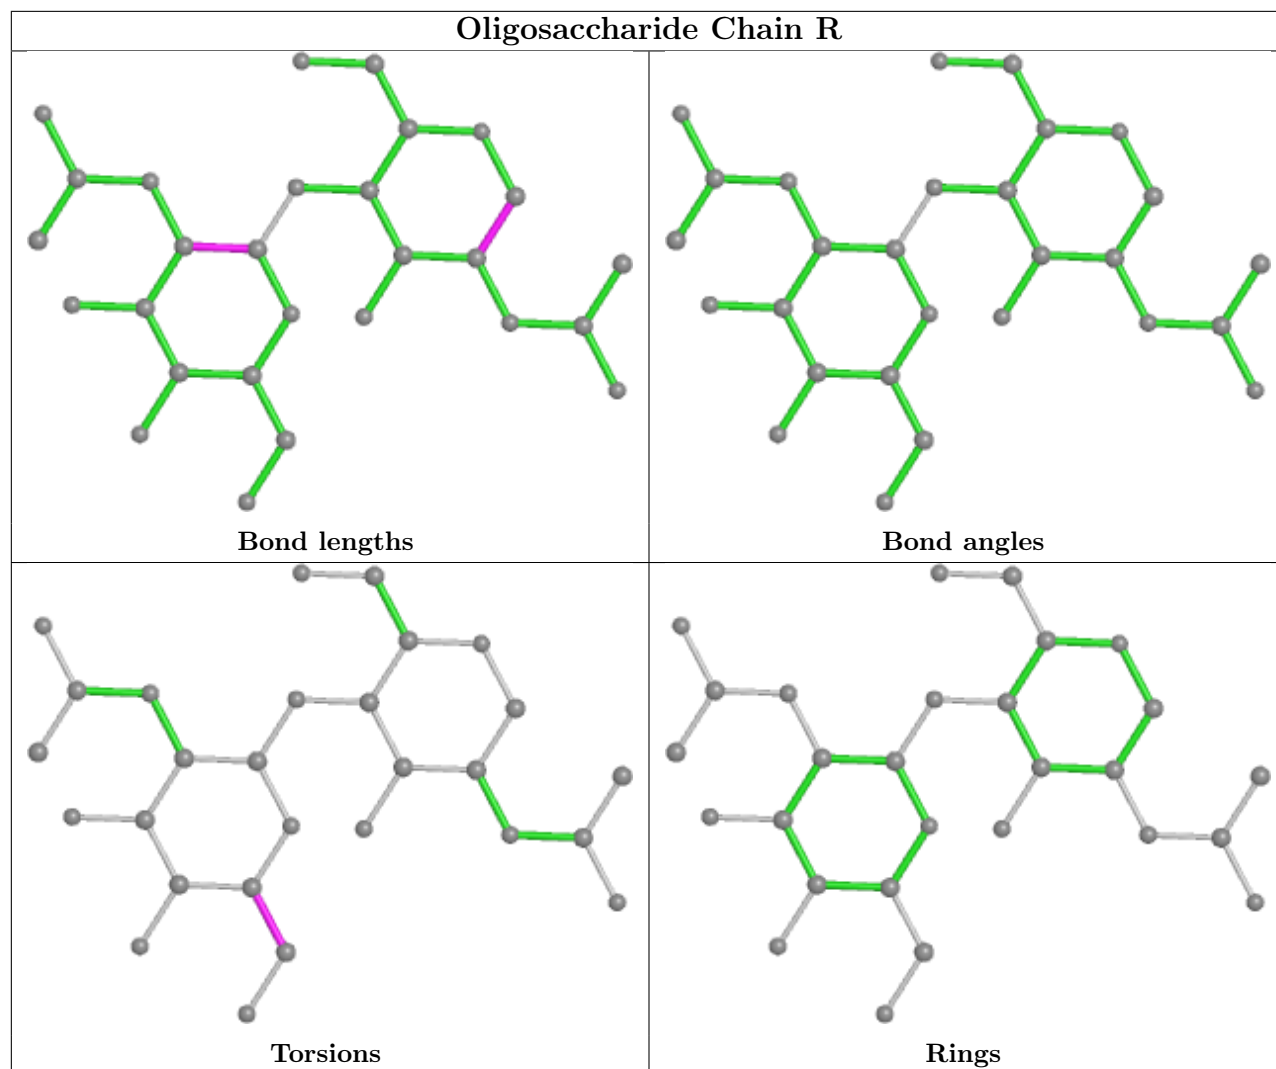 Oligosaccharide Chain R
Bond lengths
Bond angles
Torsions
Rings